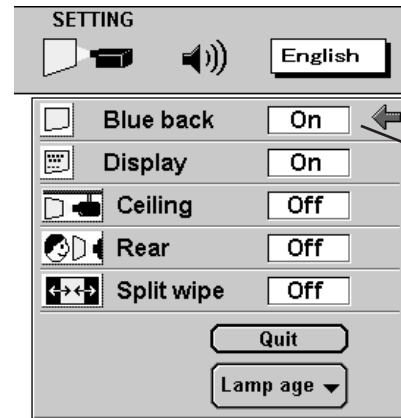 SETTING
English
Blue back On
Display On
Ceiling Off
Rear Off
Split wipe Off
Quit
Lamp age